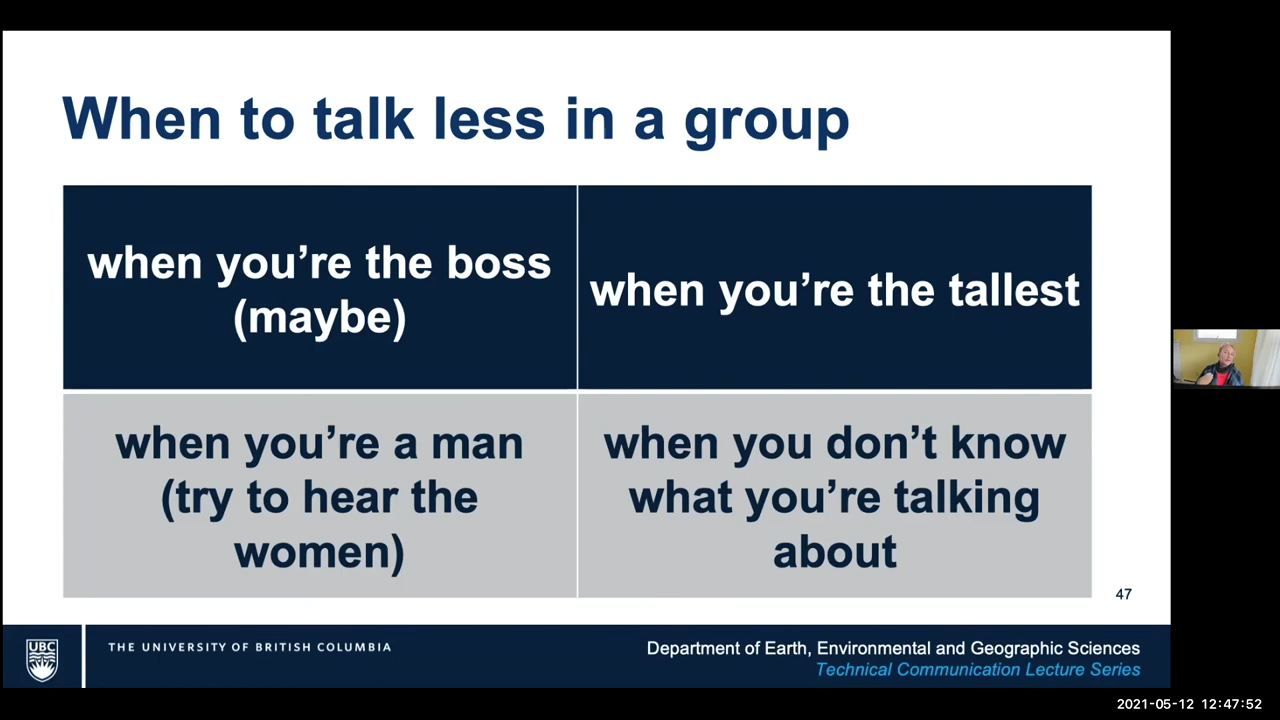 When to talk less in a group
when you're the boss
(maybe)
when you're the tallest
when you're a man
(try to hear the
women)
when you don't know
what you're talking
about
47
UBC
THE UNIVERSITY OF BRITISH COLUMBIA
Department of Earth, Environmental and Geographic Sciences
Technical Communication Lecture Series
2021-05-12 12:47:52